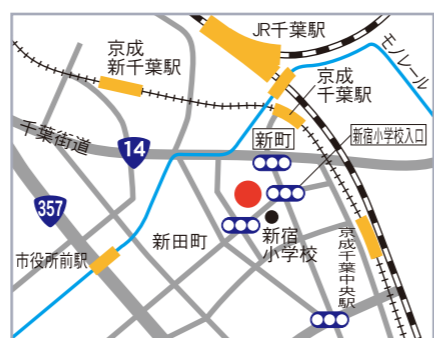 JR千葉駅
京成
新千葉駅
モノレール
京成
千葉駅
千葉街道
14
新町
新宿小学校入口
357
新田町
新宿
小学校
市役所前駅
京成千葉中央駅